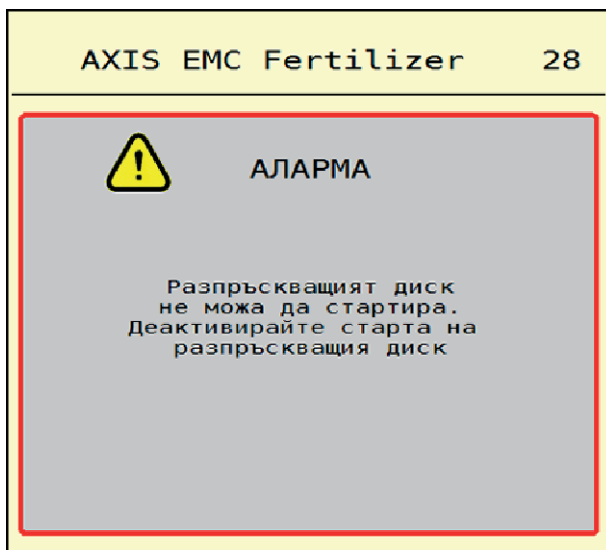 AXIS EMC Fertilizer 28
АЛАРМА
Разпръскващият диск
не можа да стартира.
Деактивирайте старта на
разпръскващия диск